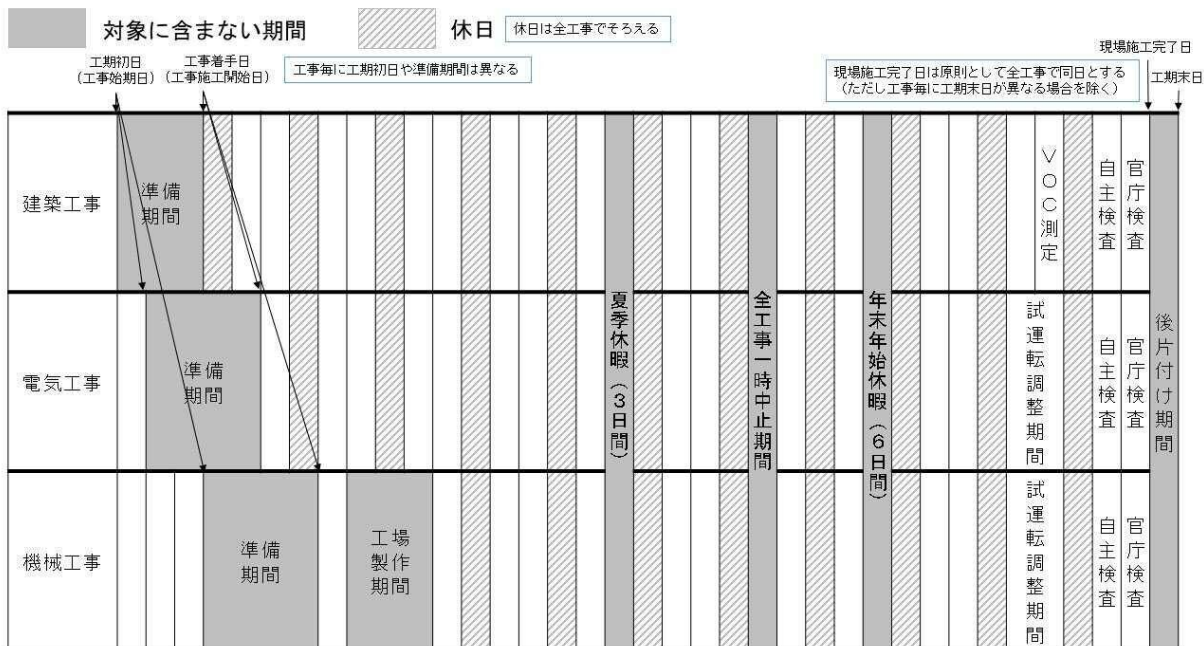 対象に含まない期間
休日
休日は全工事でそろえる
工期初日
（工事始期日）
工事着手日
（工事施工開始日）
工事毎に工期初日や準備期間は異なる
現場施工完了日
現場施工完了日は原則として全工事で同日とする
（ただし工事毎に工期末日が異なる場合を除く）
工期末日
建築工事
準備
期間
VOC測定
自主検査
官庁検査
電気工事
準備
期間
夏季休暇（3日間）
全工事一時中止期間
年末年始休暇（6日間）
試運転調整期間
自主検査
官庁検査
後片付け期間
機械工事
準備
期間
工場
製作
期間
試運転調整期間
自主検査
官庁検査